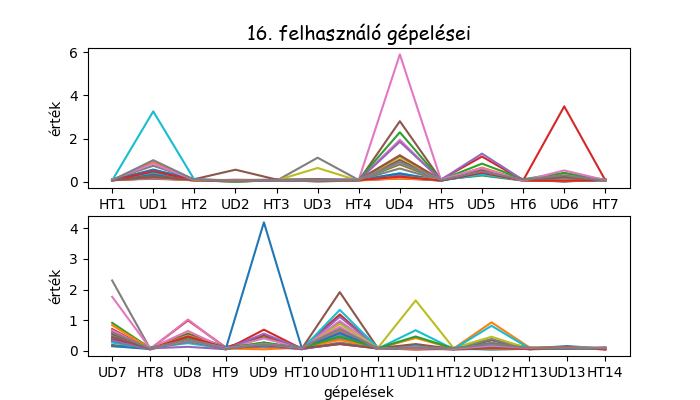 16. felhasználó gépelései
6
4
2
0
érték
HT1 UD1 HT2 UD2 HT3 UD3 HT4 UD4 HT5 UD5 HT6 UD6 HT7
4
3
2
1
0
érték
UD7 HT8 UD8 HT9 UD9 HT10 UD10 HT11 UD11 HT12 UD12 HT13 UD13 HT14
gépelések